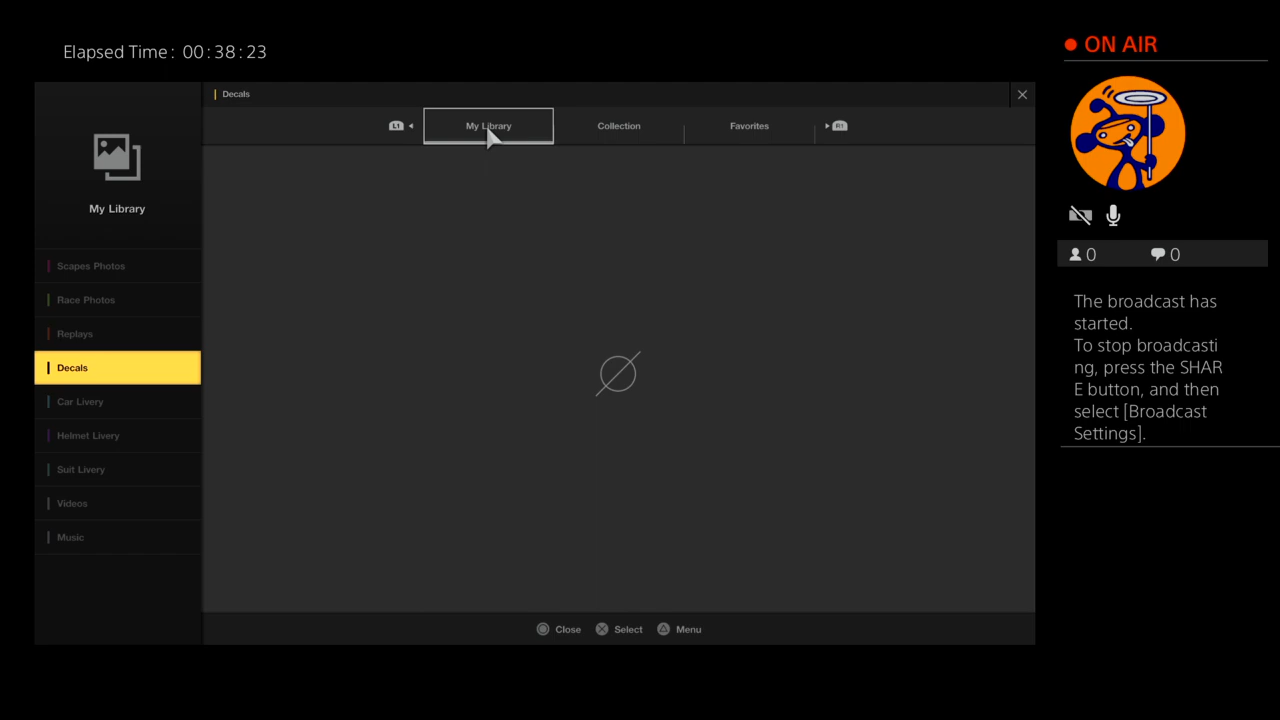 Elapsed Time: 00:38:23
ON AIR
Decals
L1
My Library
Collection
Favorites
R1
My Library
Scapes Photos
Race Photos
Replays
Decals
Car Livery
Helmet Livery
Suit Livery
Videos
Music
Close
Select
Menu
0
0
The broadcast has
started.
To stop broadcasti
ng, press the SHAR
E button, and then
select [Broadcast
Settings].